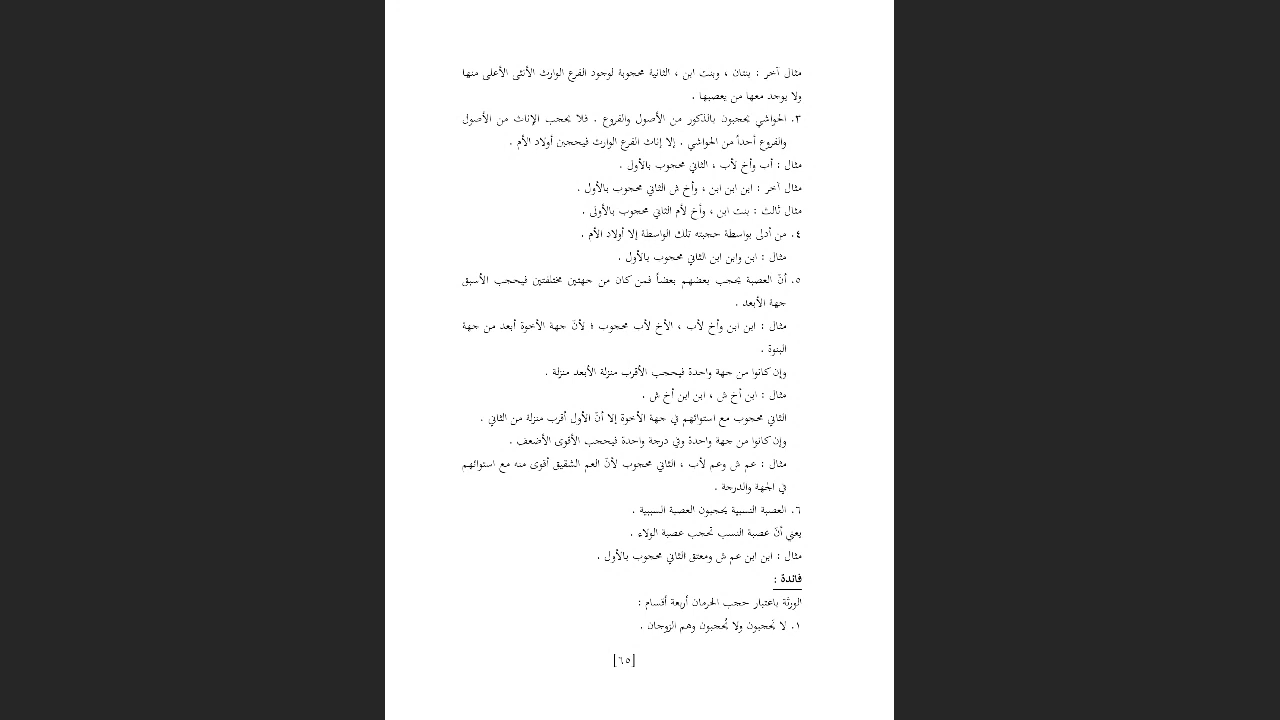 مثال آخر : بنتان ، وبنت ابن ، الثانية محجوبة لوجود الفرع الوارث الأنثى الأعلى منها
ولا يوجد معها من يعصبها .
٣. الحواشي يُحجبون بالذكور من الأصول والفروع . فلا يَحجب الإناث من الأصول
والفروع أحداً من الحواشي . إلا إناث الفرع الوارث فيحجبن أولاد الأم .
مثال : أب وأخ لأب ، الثاني محجوب بالأول .
مثال آخر : ابن ابن ابن ، وأخ ش الثاني محجوب بالأول .
مثال ثالث : بنت ابن ، وأخ لأم الثاني محجوب بالأولى .
٤. من أدلى بواسطة حجبته تلك الواسطة إلا أولاد الأم .
مثال : ابن وابن ابن الثاني محجوب بالأول .
٥. أنّ العصبة يحجب بعضهم بعضاً فمن كان من جهتين مختلفتين فيحجب الأسبق
جهة الأبعد .
مثال : ابن ابن وأخ لأب ، الأخ لأب محجوب ؛ لأنّ جهة الأخوة أبعد من جهة
البنوة .
وإن كانوا من جهة واحدة فيحجب الأقرب منزلة الأبعد منزلة .
مثال : ابن أخ ش ، ابن ابن أخ ش .
الثاني محجوب مع استوائهم في جهة الأخوة إلا أنّ الأول أقرب منزلة من الثاني .
وإن كانوا من جهة واحدة وفي درجة واحدة فيحجب الأقوى الأضعف .
مثال : عم ش وعم لأب ، الثاني محجوب لأنّ العم الشقيق أقوى منه مع استوائهم
في الجهة والدرجة .
٦. العصبة النسبية يحجبون العصبة السببية .
يعني أنّ عصبة النسب تحجب عصبة الولاء .
مثال : ابن ابن عم ش ومعتق الثاني محجوب بالأول .
فائدة :
الورثة باعتبار حجب الحرمان أربعة أقسام :
١. لا يَحجبون ولا يُحجبون وهم الزوجان .
[٦٥]